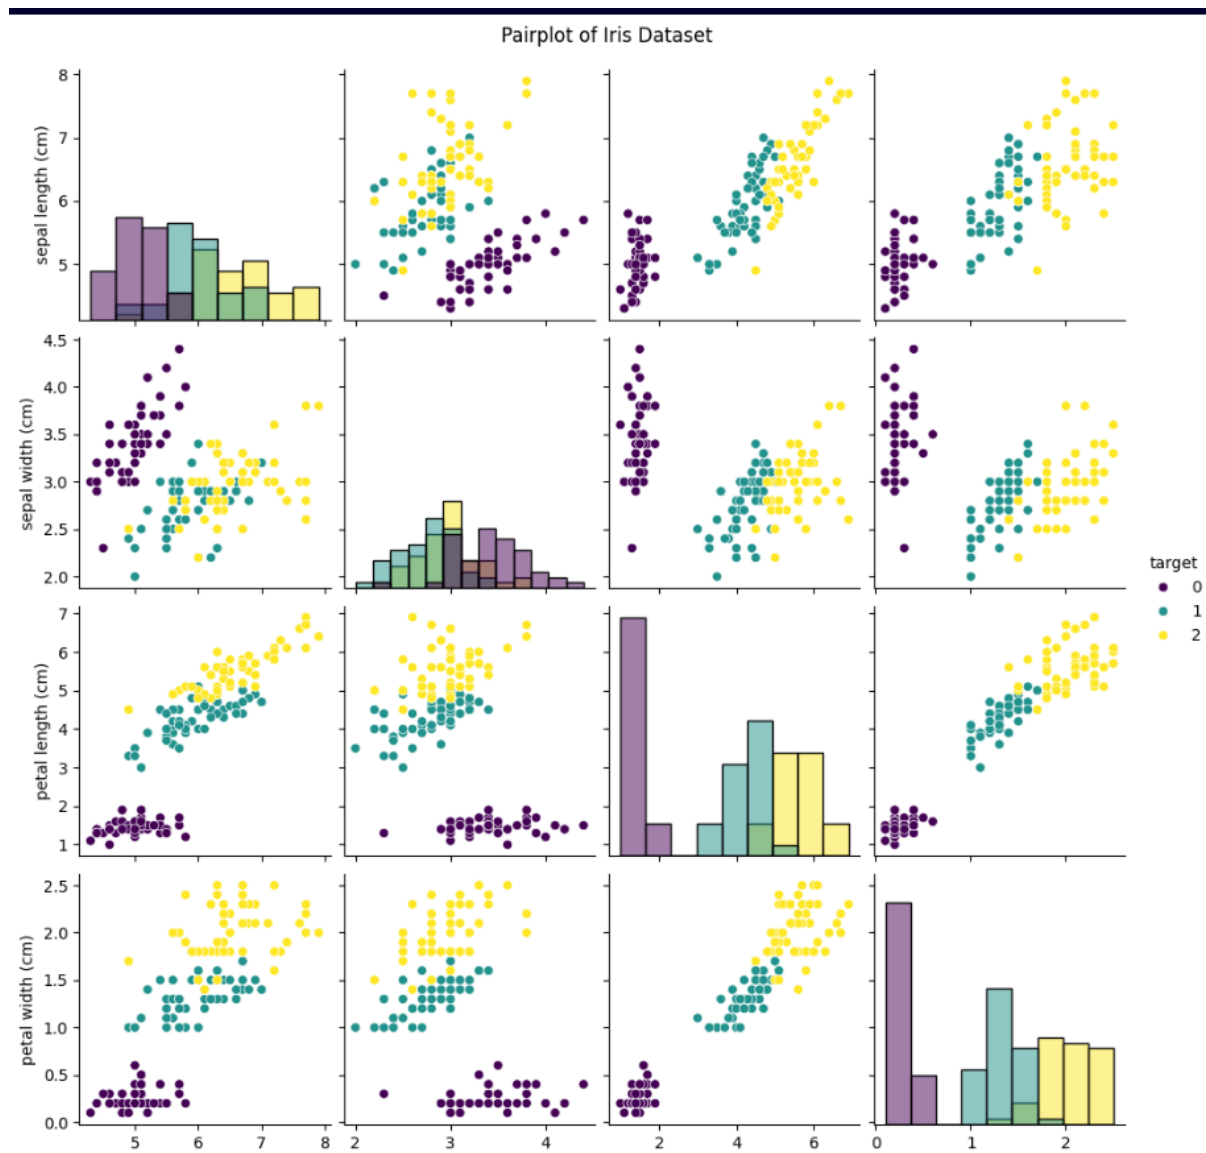 Pairplot of Iris Dataset
sepal length (cm)
8
7
6
5
sepal width (cm)
4.5
4.0
3.5
3.0
2.5
2.0
target
0
1
2
petal length (cm)
7
6
5
4
3
2
1
petal width (cm)
2.5
2.0
1.5
1.0
0.5
0.0
5 6 7 8
2 3 4
2 4 6
0 1 2